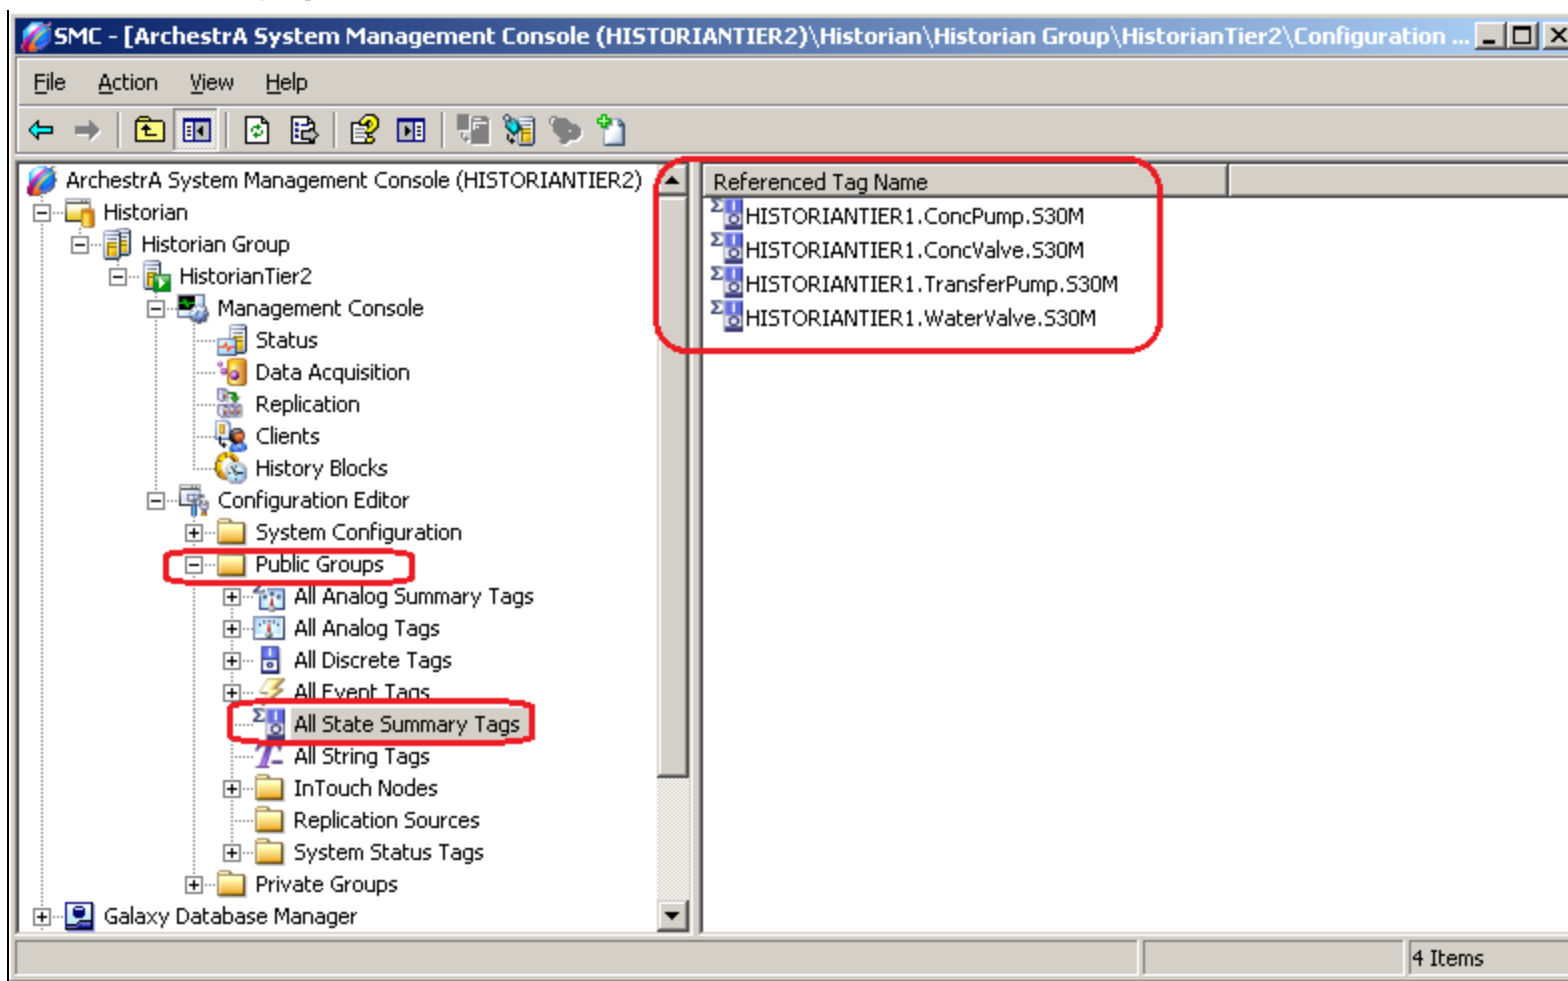 SMC - [ArchestrA System Management Console (HISTORIANTIER2)\Historian\Historian Group\HistorianTier2\Configuration ...
File Action View Help
ArchestrA System Management Console (HISTORIANTIER2)
Historian
Historian Group
HistorianTier2
Management Console
Status
Data Acquisition
Replication
Clients
History Blocks
Configuration Editor
System Configuration
Public Groups
All Analog Summary Tags
All Analog Tags
All Discrete Tags
All Event Tags
All State Summary Tags
All String Tags
InTouch Nodes
Replication Sources
System Status Tags
Private Groups
Galaxy Database Manager
Referenced Tag Name
HISTORIANTIER1.ConcPump.S30M
HISTORIANTIER1.ConcValve.S30M
HISTORIANTIER1.TransferPump.S30M
HISTORIANTIER1.WaterValve.S30M
4 Items